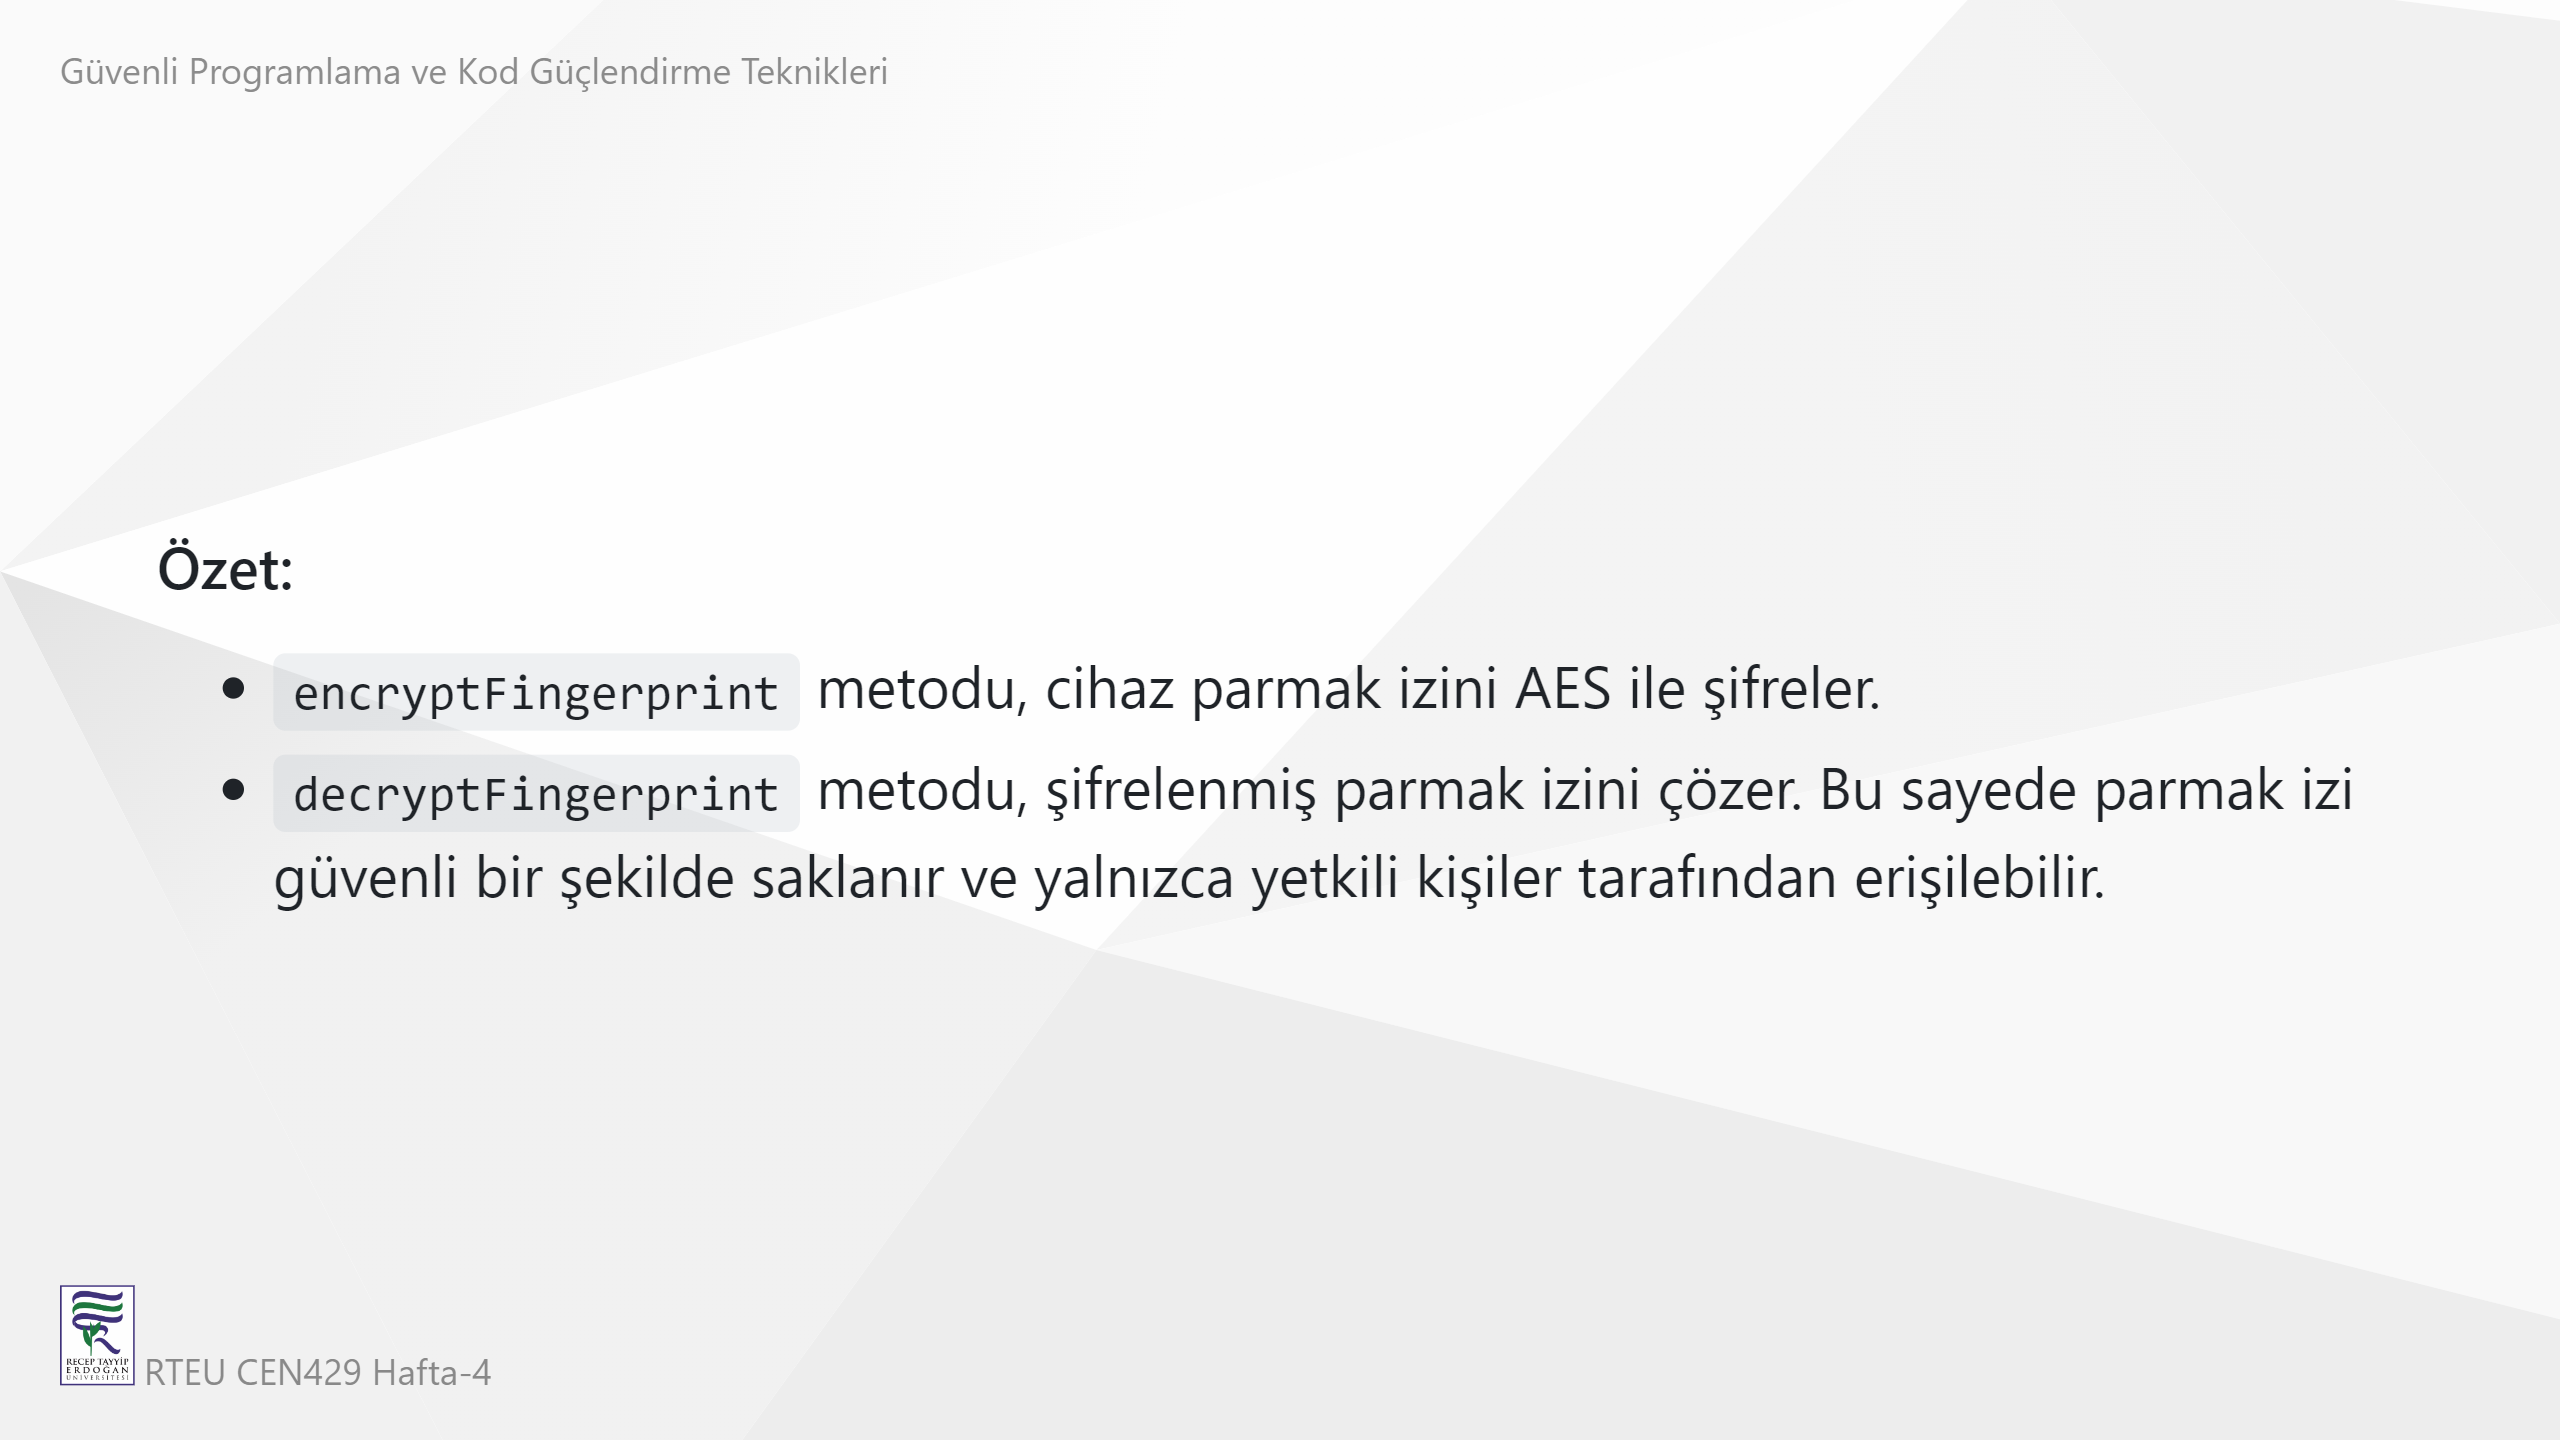 Güvenli Programlama ve Kod Güçlendirme Teknikleri
Özet:
• encryptFingerprint metodu, cihaz parmak izini AES ile şifreler.
• decryptFingerprint metodu, şifrelenmiş parmak izini çözer. Bu sayede parmak izi
güvenli bir şekilde saklanır ve yalnızca yetkili kişiler tarafından erişilebilir.
RECEP TAYYİP
ERDOĞAN
ÜNİVERSİTESİ
RTEU CEN429 Hafta-4